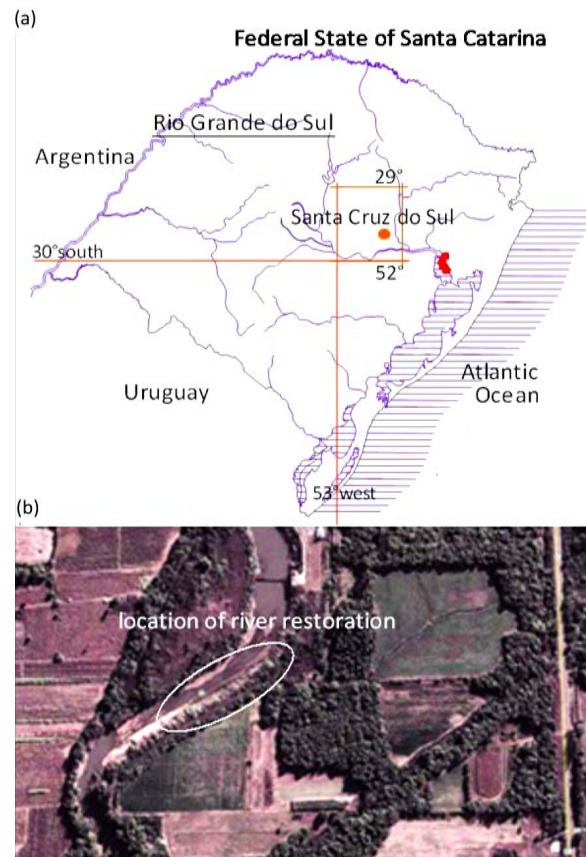 (a)
Federal State of Santa Catarina
Rio Grande do Sul
Argentina
29°
Santa Cruz do Sul
30°south
52°
Atlantic
Ocean
Uruguay
53°west
(b)
location of river restoration